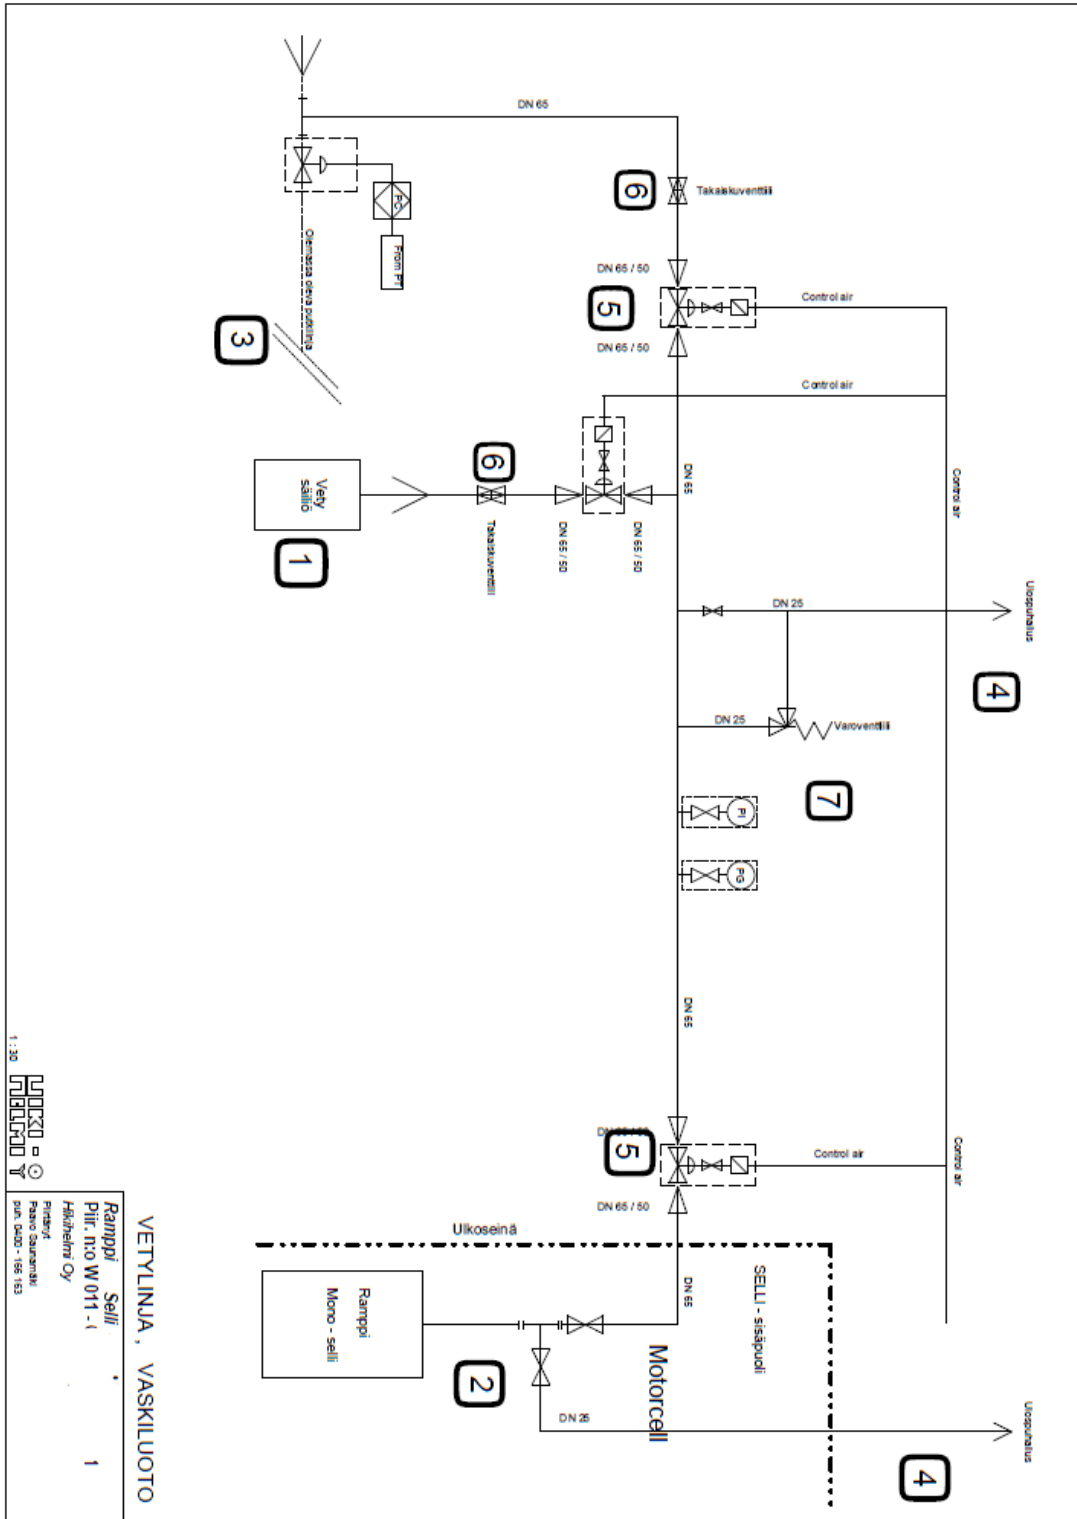 DN 65
6
Takaiskuventtiili
PC
From PT
Olemassa oleva putkilinja
3
DN 65 / 50
5
Control air
DN 65 / 50
Control air
Vety
säiliö
1
6
Takaiskuventtiili
DN 65 / 50
DN 65 / 50
DN 65
Control air
DN 25
Ulospuhallus
4
DN 25
Varoventtiili
7
PI
PG
DN 65
5
Control air
Control air
DN 65 / 50
Ulkoseinä
SELLI - sisäpuoli
DN 65
Ramppi
Mono - selli
2
Motorcell
DN 25
Ulospuhallus
4
VETYLINJA , VASKILUOTO
Ramppi Selli
Piir. n:o W 011 - 1
Hikihelmi Oy
Piirtänyt
Paavo Saunamäki
puh. 0400 - 166 163
1 : 30
HIKI - O
HELMI Y